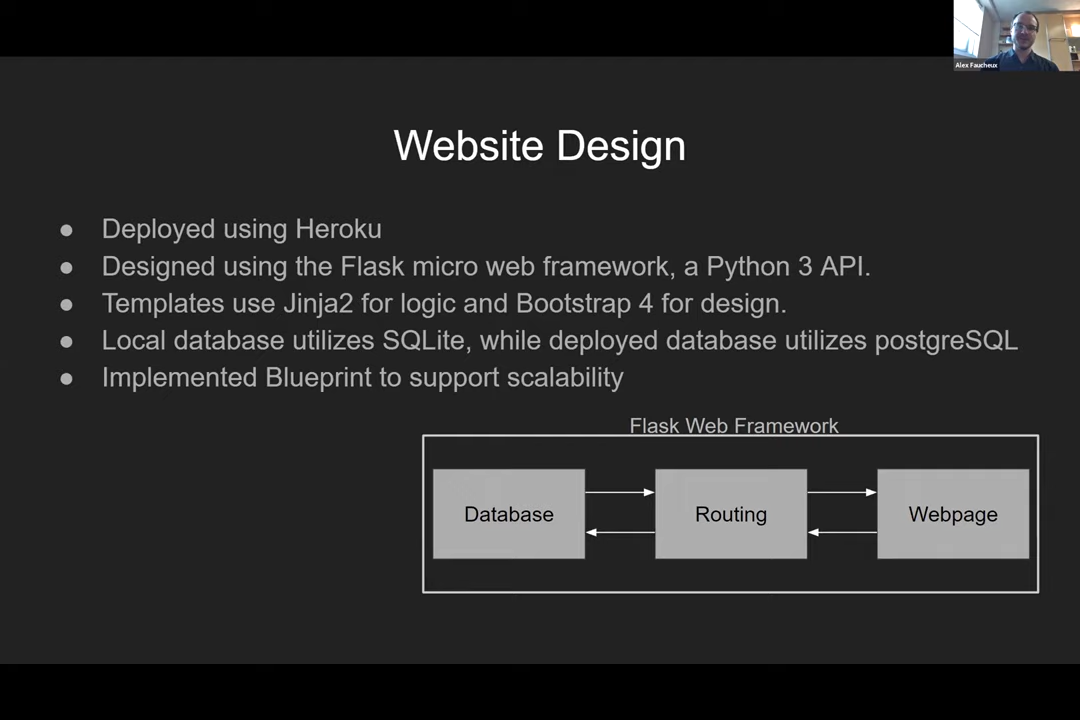 Alex Faucheux
Website Design
● Deployed using Heroku
● Designed using the Flask micro web framework, a Python 3 API.
● Templates use Jinja2 for logic and Bootstrap 4 for design.
● Local database utilizes SQLite, while deployed database utilizes postgreSQL
● Implemented Blueprint to support scalability
Flask Web Framework
Database Routing Webpage